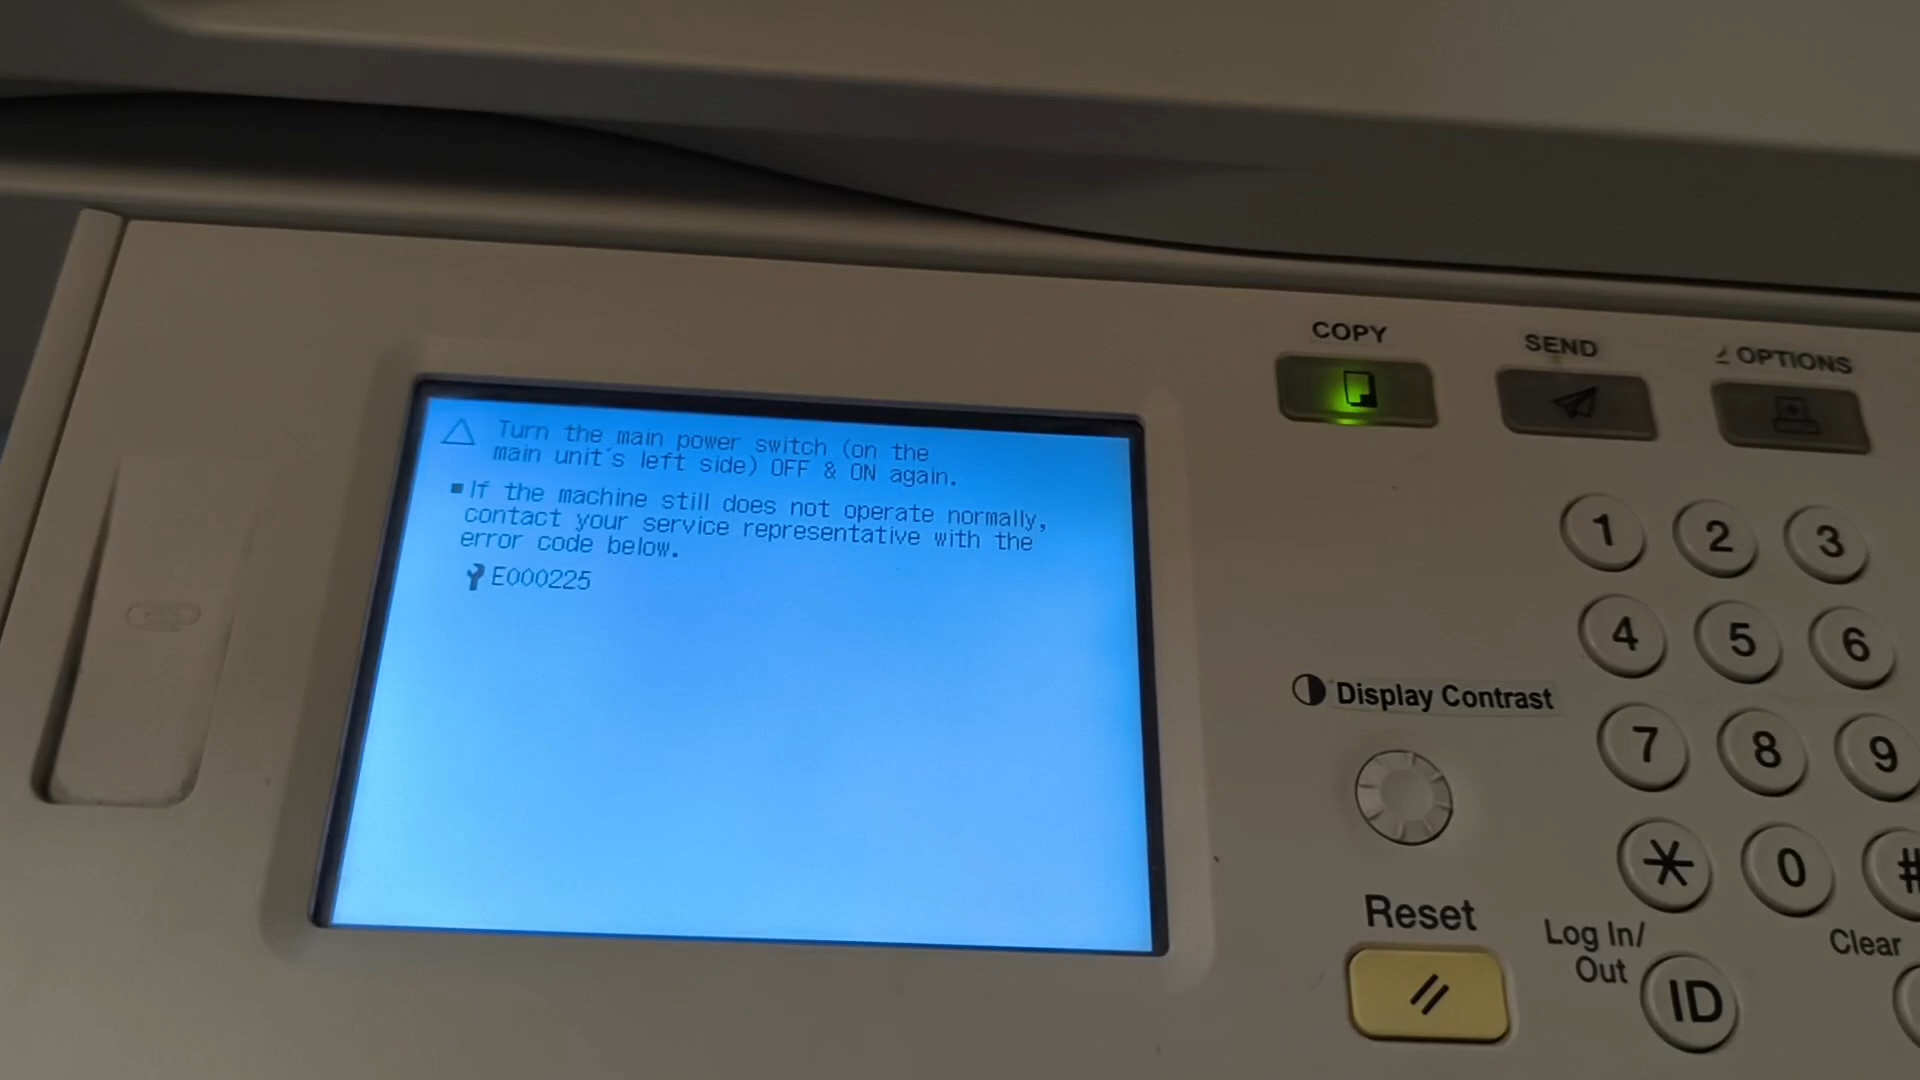 Turn the main power switch (on the
main unit's left side) OFF & ON again.
■If the machine still does not operate normally,
contact your service representative with the
error code below.
E000225
COPY
SEND
OPTIONS
1
2
3
4
5
6
7
8
9
*
0
#
Display Contrast
Reset
Log In/
Out
ID
Clear